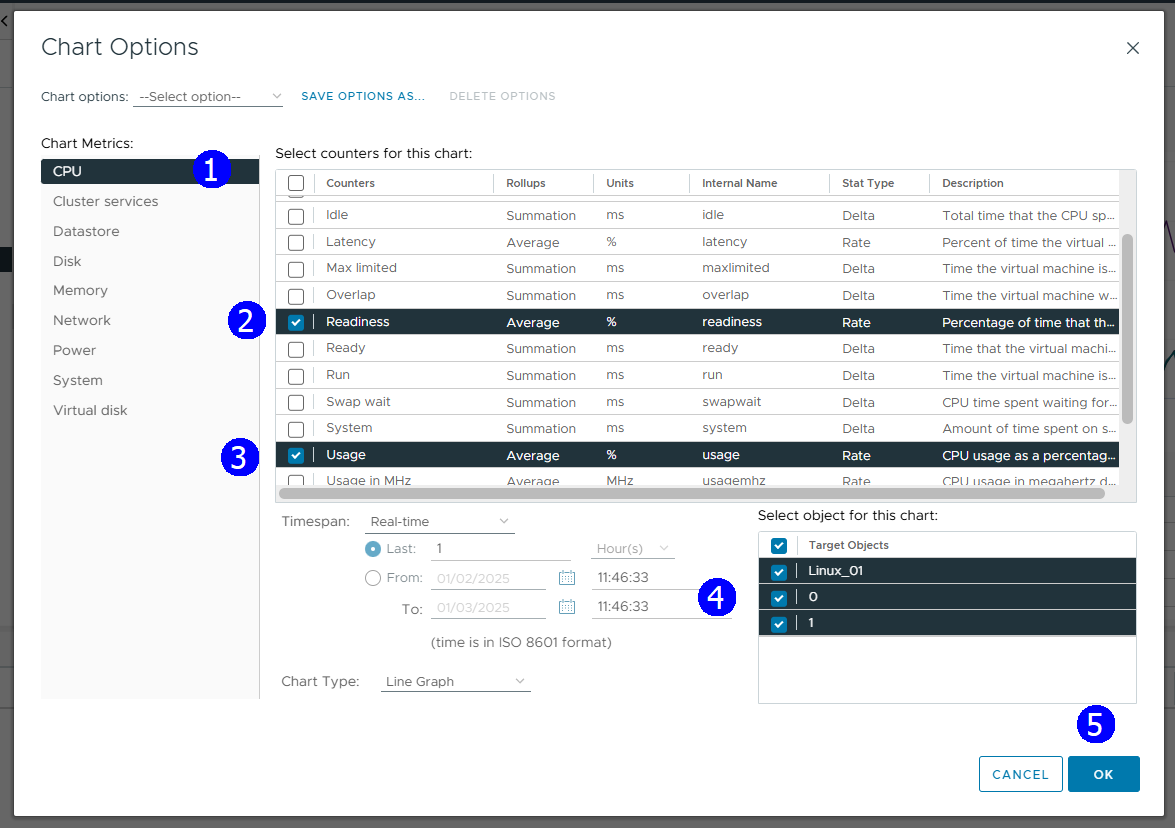 Chart Options
Chart options: --Select option-- SAVE OPTIONS AS... DELETE OPTIONS
Chart Metrics:
1
CPU
Cluster services
Datastore
Disk
Memory
Network
Power
System
Virtual disk
Select counters for this chart:
Counters Rollups Units Internal Name Stat Type Description
Idle Summation ms idle Delta Total time that the CPU sp...
Latency Average % latency Rate Percent of time the virtual ...
Max limited Summation ms maxlimited Delta Time the virtual machine is...
Overlap Summation ms overlap Delta Time the virtual machine w...
2 Readiness Average % readiness Rate Percentage of time that th...
Ready Summation ms ready Delta Time that the virtual machi...
Run Summation ms run Delta Time the virtual machine is...
Swap wait Summation ms swapwait Delta CPU time spent waiting for...
System Summation ms system Delta Amount of time spent on s...
3 Usage Average % usage Rate CPU usage as a percentag...
Usage in MHz Average MHz usagemhz Rate CPU usage in megahertz d...
Timespan: Real-time
Last: 1 Hour(s)
From: 01/02/2025 11:46:33
To: 01/03/2025 11:46:33
(time is in ISO 8601 format)
Chart Type: Line Graph
4
Select object for this chart:
Target Objects
Linux_01
0
1
5
CANCEL OK